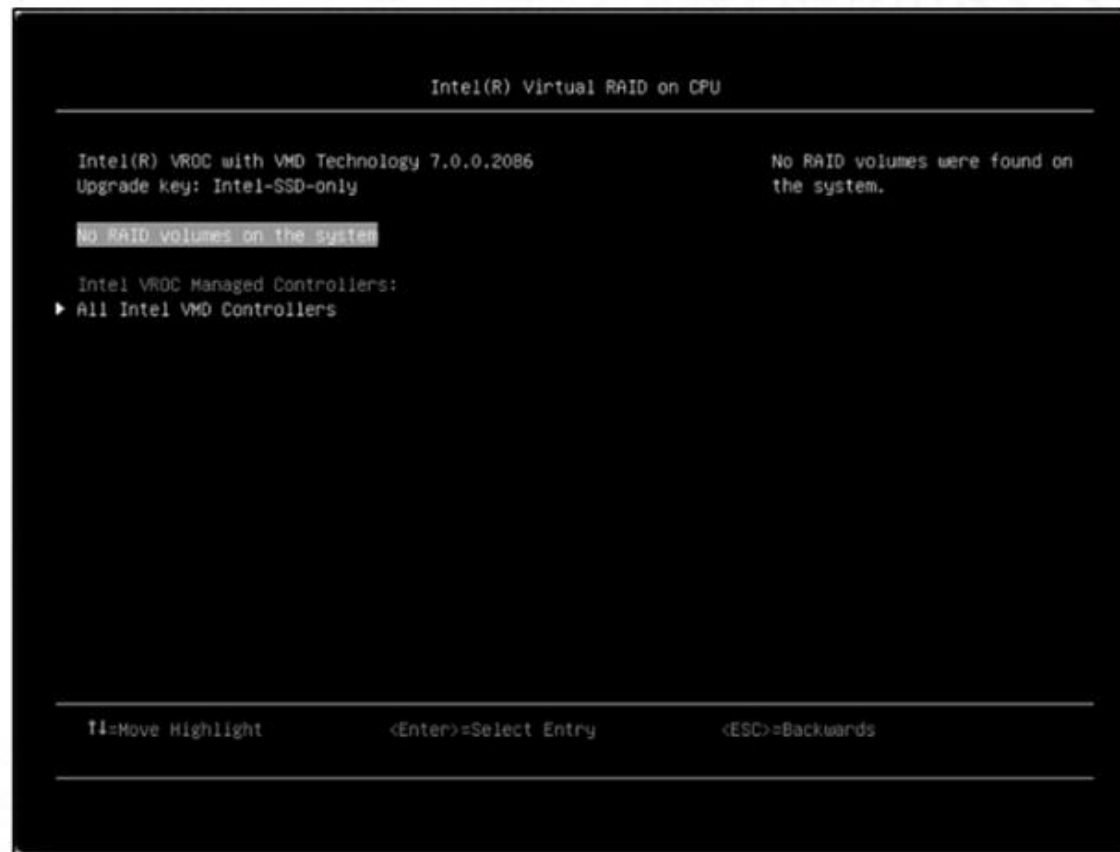 Intel(R) Virtual RAID on CPU
Intel(R) VROC with VMD Technology 7.0.0.2086
Upgrade key: Intel-SSD-only
No RAID volumes on the system
Intel VROC Managed Controllers:
▶ All Intel VMD Controllers
No RAID volumes were found on
the system.
↑↓=Move Highlight <Enter>=Select Entry <ESC>=Backwards